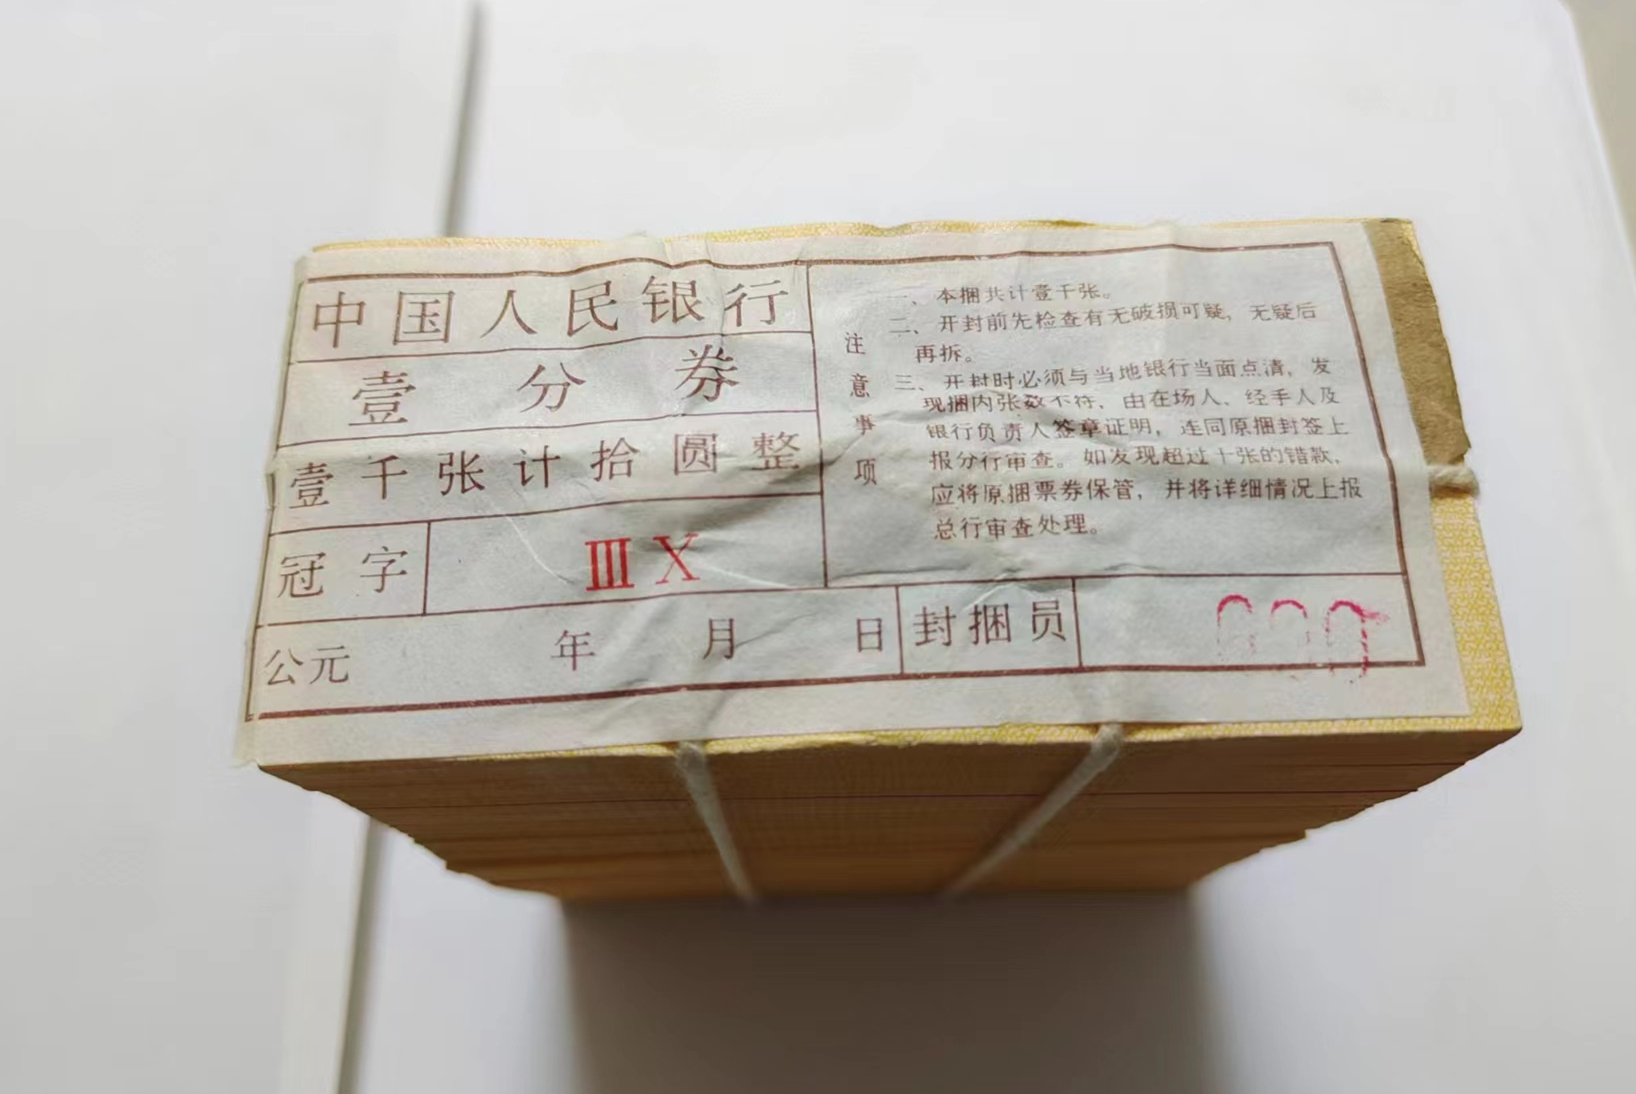 中国人民银行
壹分券
壹千张计拾圆整
冠字 ⅢⅩ
公元 年 月 日
封捆员
注意事项
一、本捆共计壹千张。
二、开封前先检查有无破损可疑，无疑后
再拆。
三、开封时必须与当地银行当面点清，发
现捆内张数不符，由在场人、经手人及
银行负责人签章证明，连同原捆封签上
报分行审查。如发现超过十张的错款，
应将原捆票券保管，并将详细情况上报
总行审查处理。